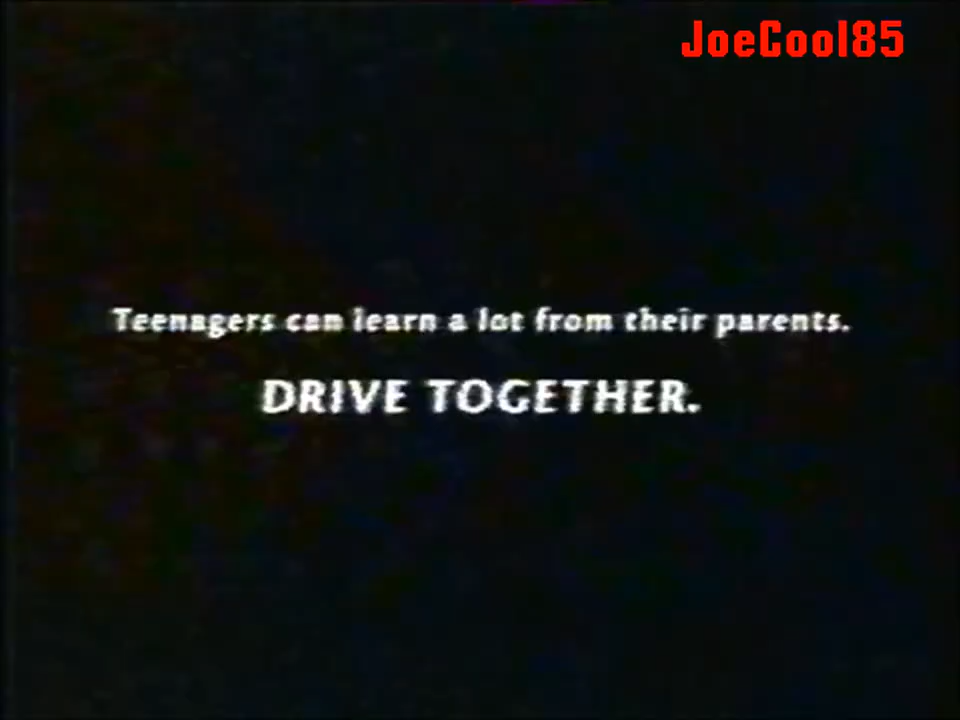 JoeCool85
Teenagers can learn a lot from their parents.
DRIVE TOGETHER.